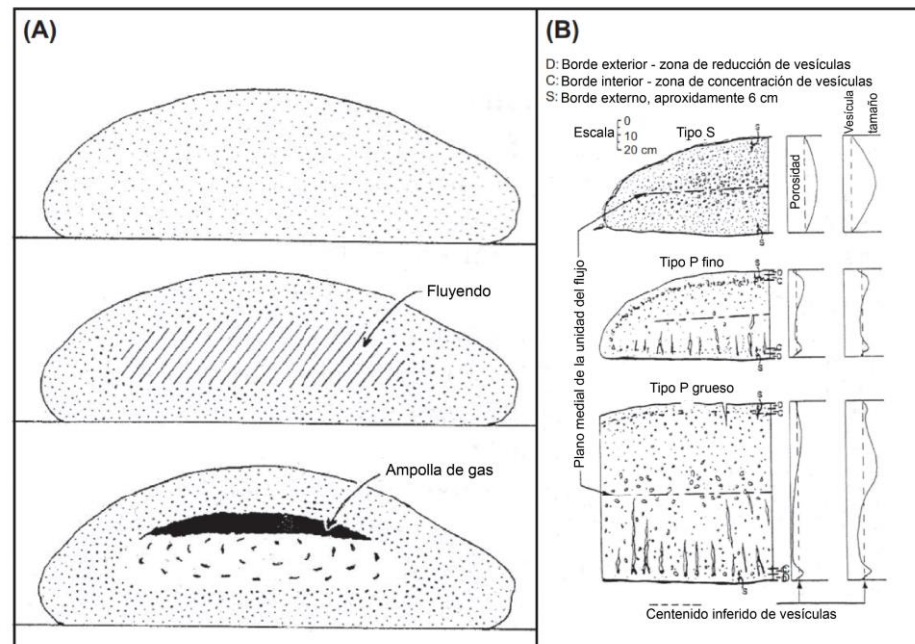 (A)
Fluyendo
Ampolla de gas
(B)
D: Borde exterior - zona de reducción de vesículas
C: Borde interior - zona de concentración de vesículas
S: Borde externo, aproxidamente 6 cm
Escala
0
10
20 cm
Tipo S
S
S
Porosidad
Vesícula
tamaño
Tipo P fino
S
S
Plano medial de la unidad del flujo
Tipo P grueso
S
S
Centenido inferido de vesículas